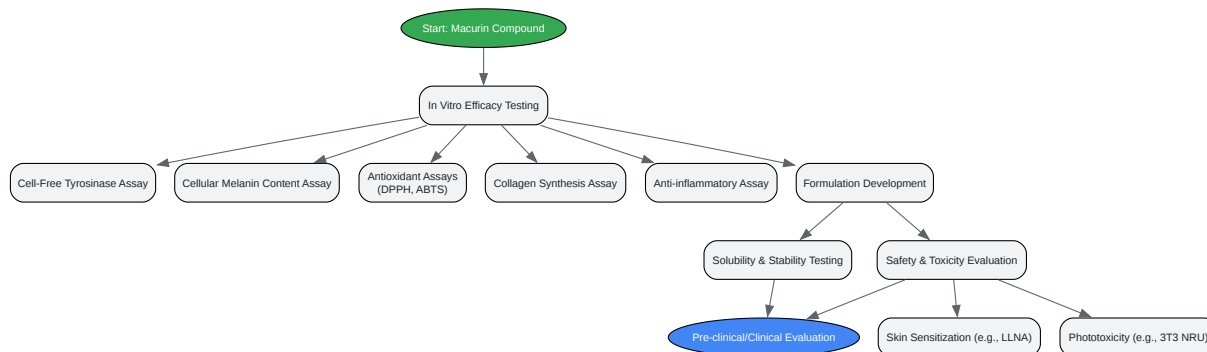 Start: Macurin Compound
In Vitro Efficacy Testing
Cell-Free Tyrosinase Assay
Cellular Melanin Content Assay
Antioxidant Assays
(DPPH, ABTS)
Collagen Synthesis Assay
Anti-inflammatory Assay
Formulation Development
Solubility & Stability Testing
Safety & Toxicity Evaluation
Pre-clinical/Clinical Evaluation
Skin Sensitization (e.g., LLNA)
Phototoxicity (e.g., 3T3 NRU)